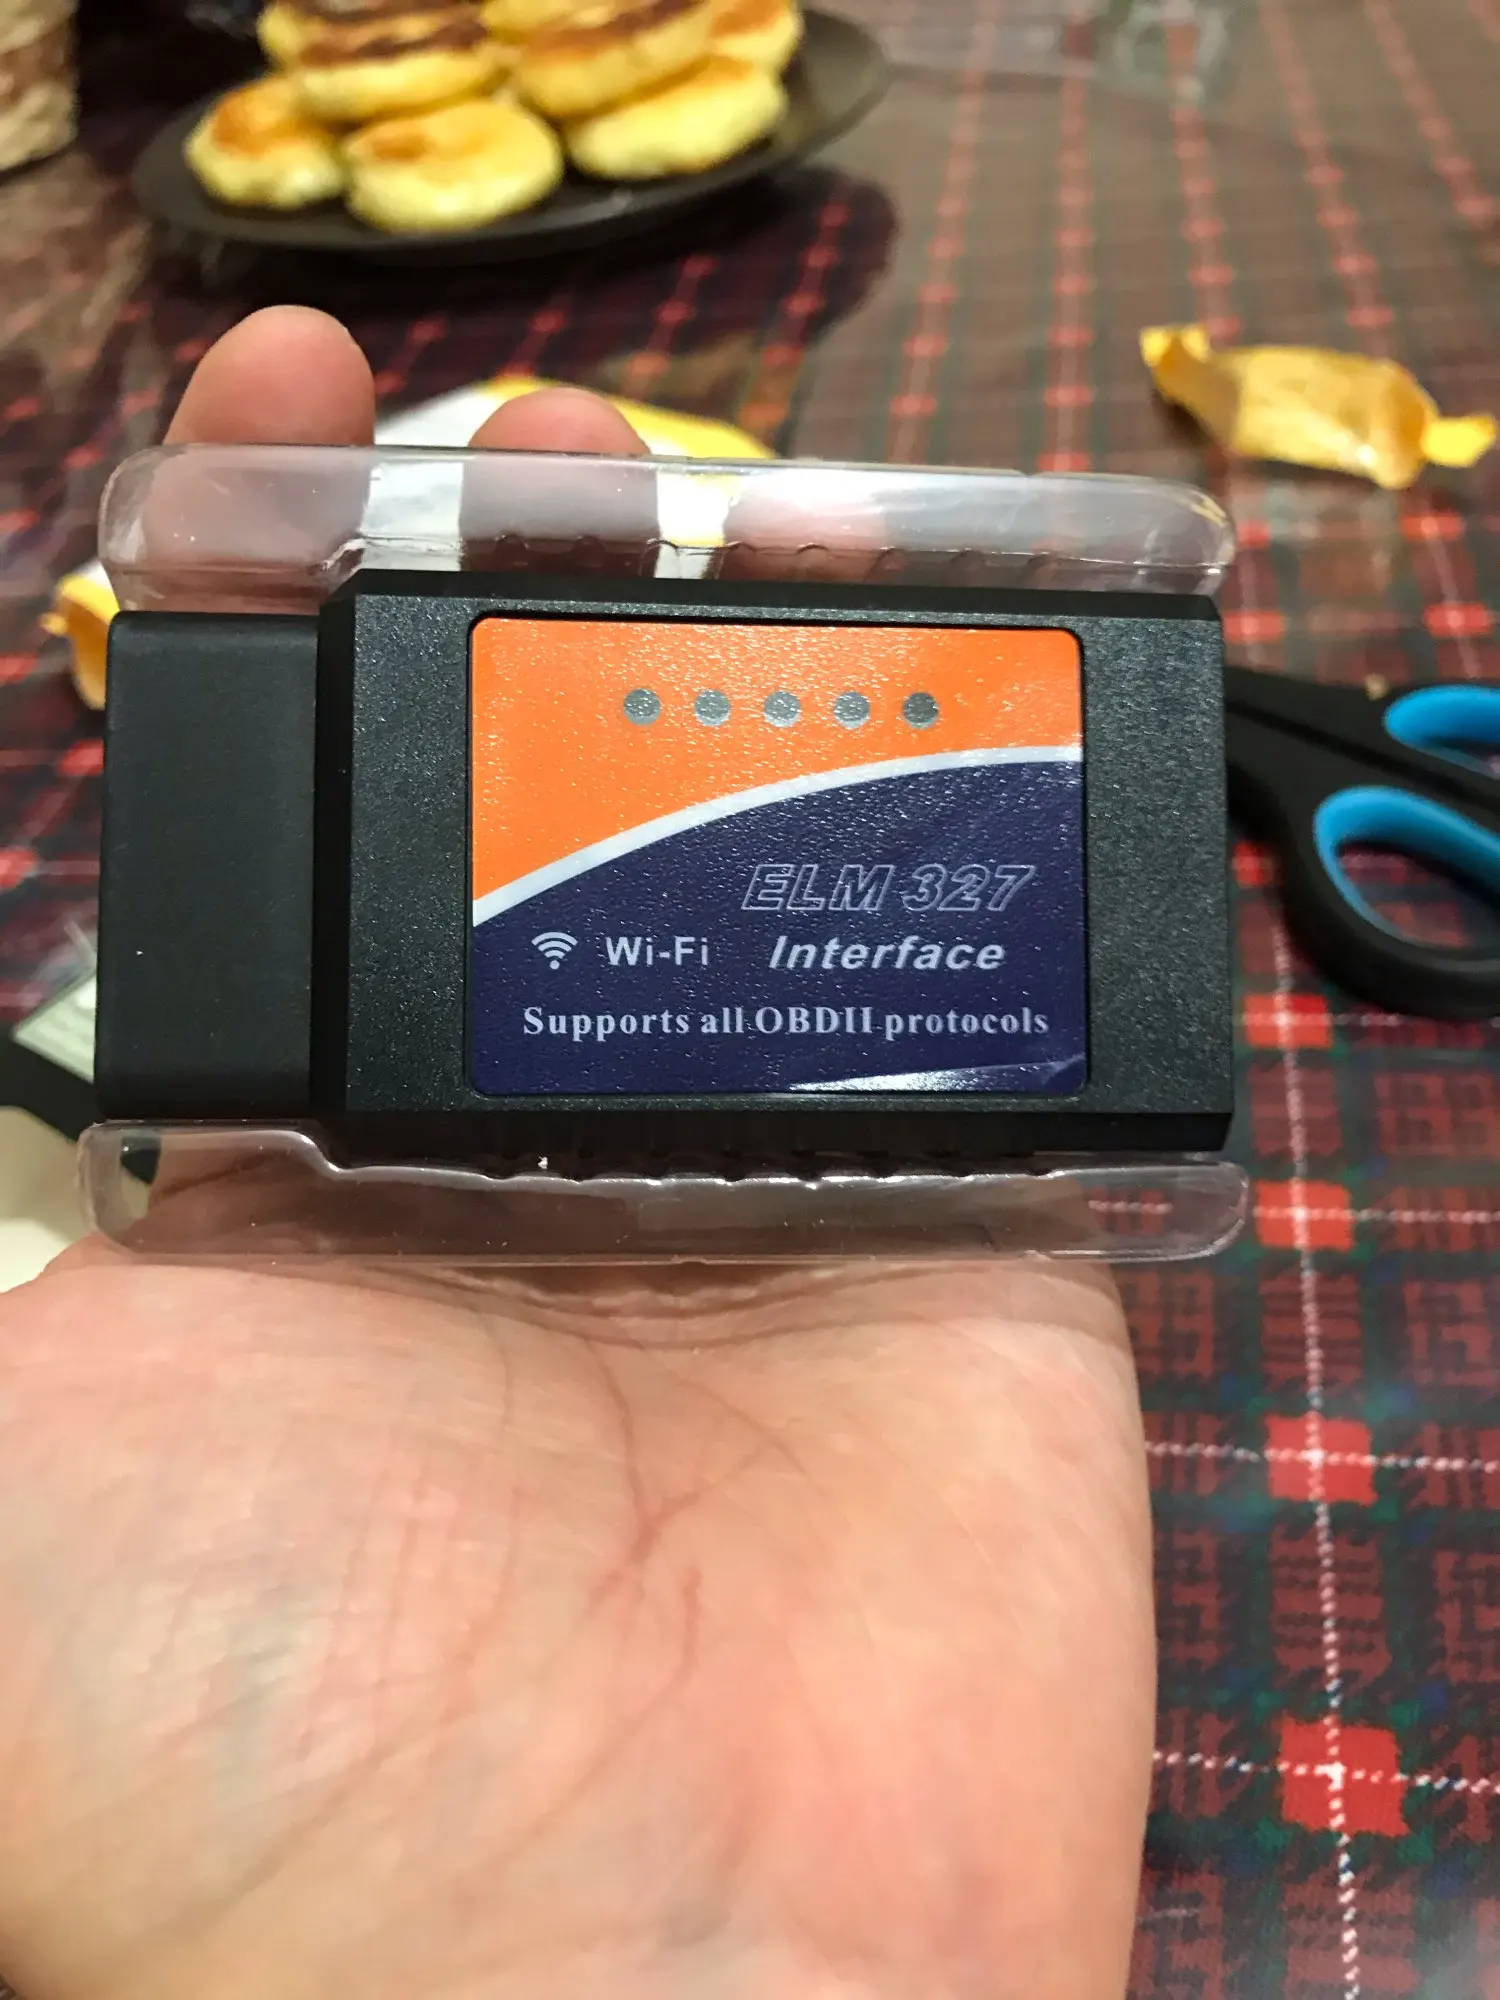 ELM 327
Wi-Fi Interface
Supports all OBDII protocols